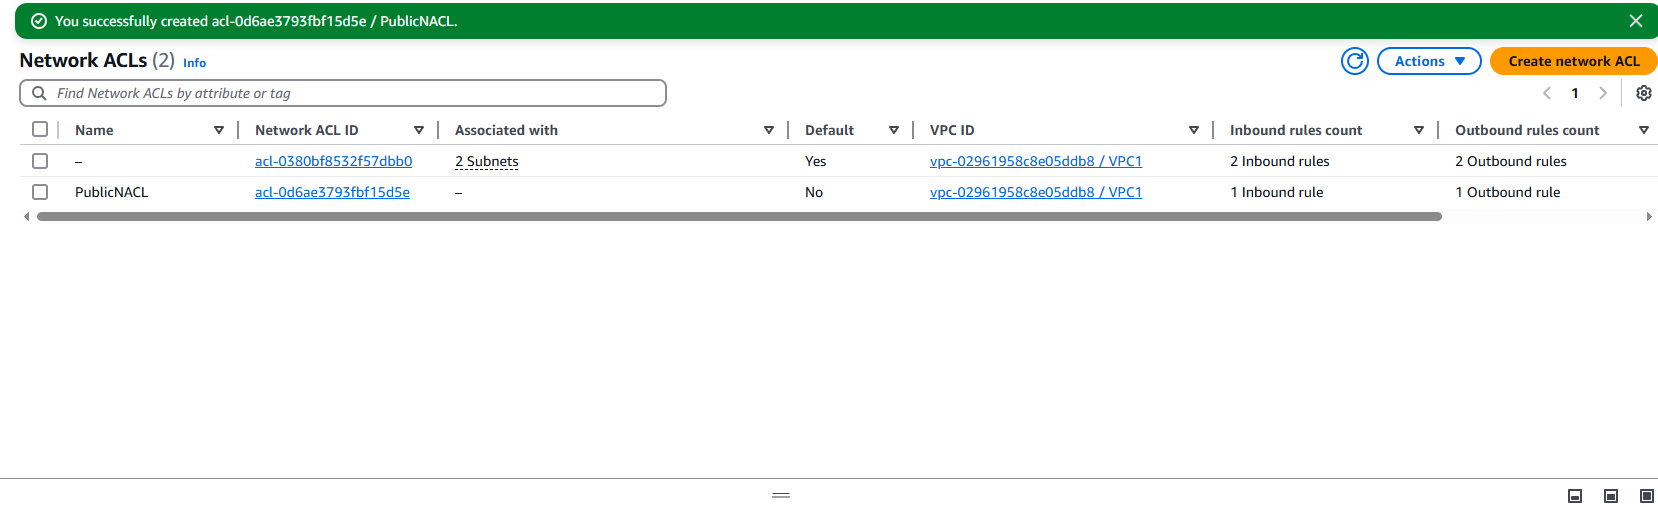 You successfully created acl-0d6ae3793fbf15d5e / PublicNACL.
Network ACLs (2) Info
Actions
Create network ACL
Find Network ACLs by attribute or tag
1
Name Network ACL ID Associated with Default VPC ID Inbound rules count Outbound rules count
– acl-0380bf8532f57dbb0 2 Subnets Yes vpc-02961958c8e05ddb8 / VPC1 2 Inbound rules 2 Outbound rules
PublicNACL acl-0d6ae3793fbf15d5e – No vpc-02961958c8e05ddb8 / VPC1 1 Inbound rule 1 Outbound rule